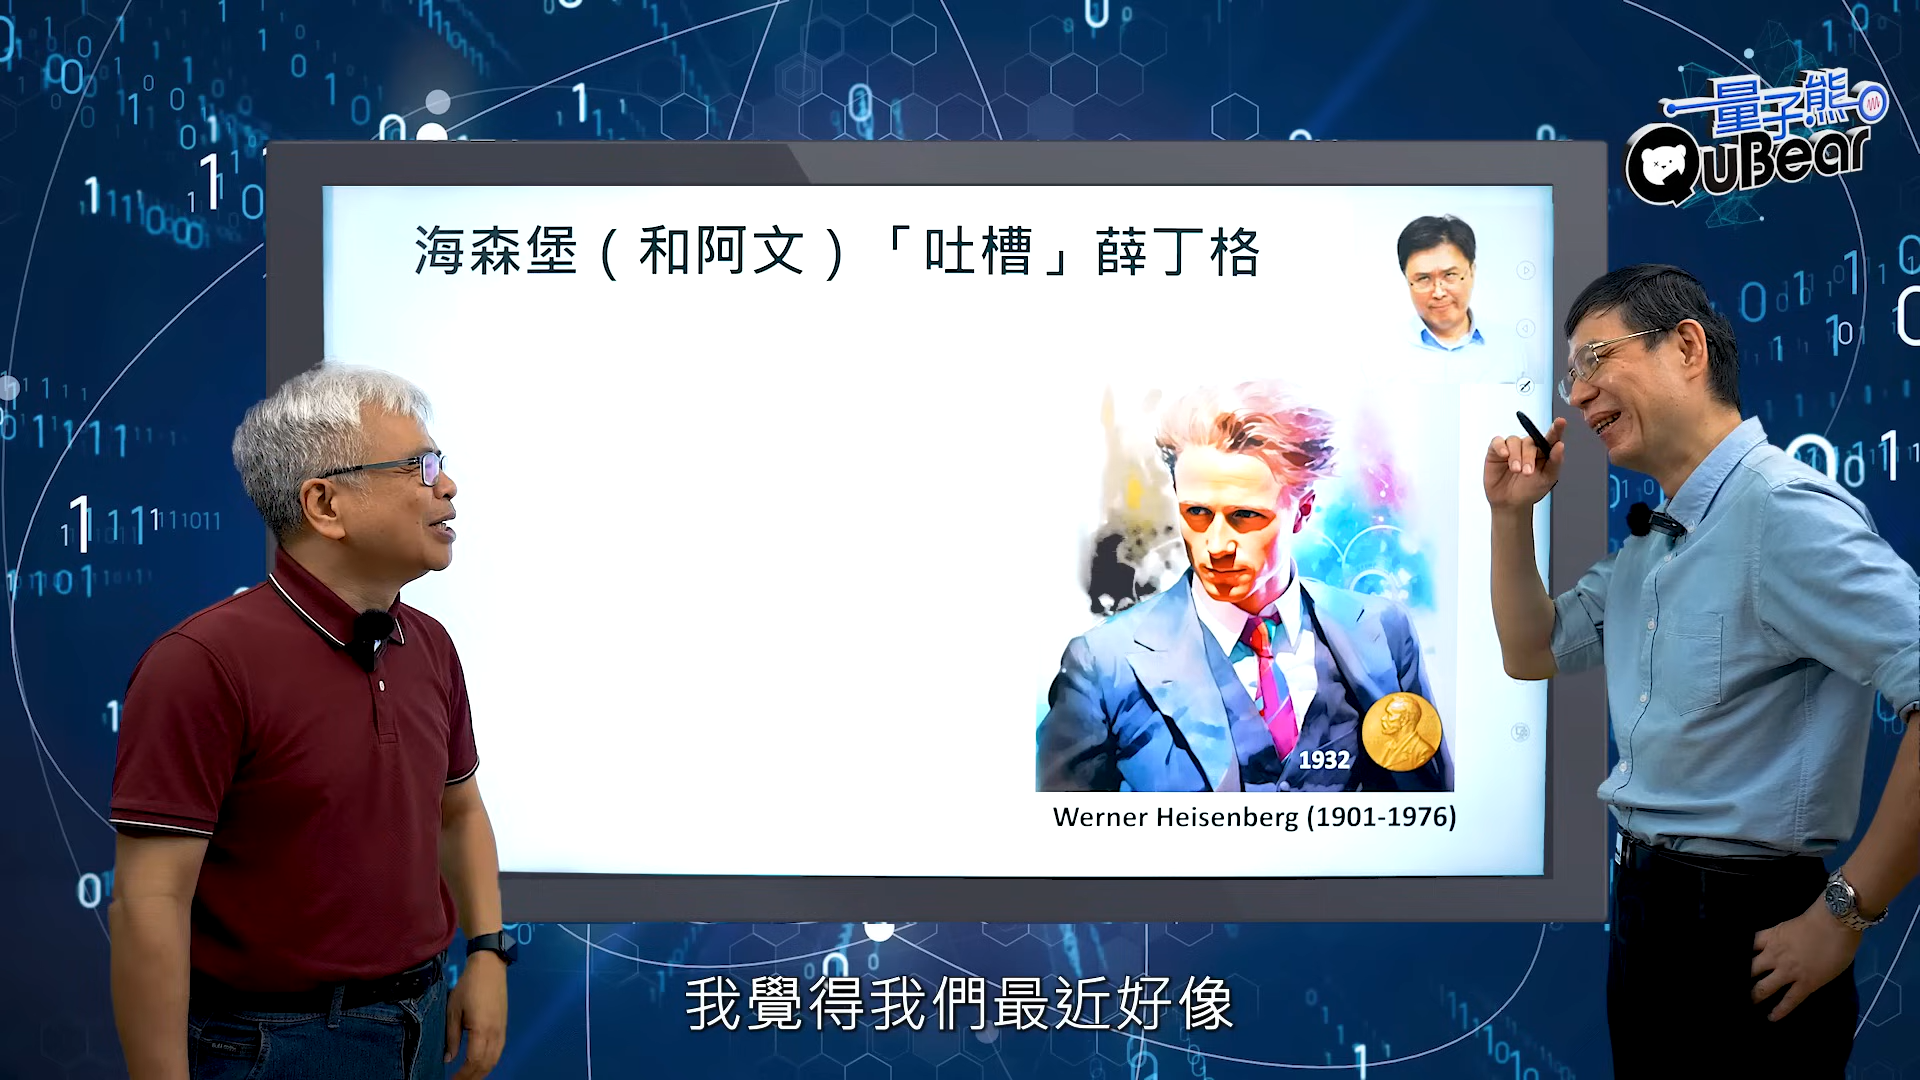 量子熊
QuBear
海森堡（和阿文）「吐槽」薛丁格
1932
Werner Heisenberg (1901-1976)
我覺得我們最近好像